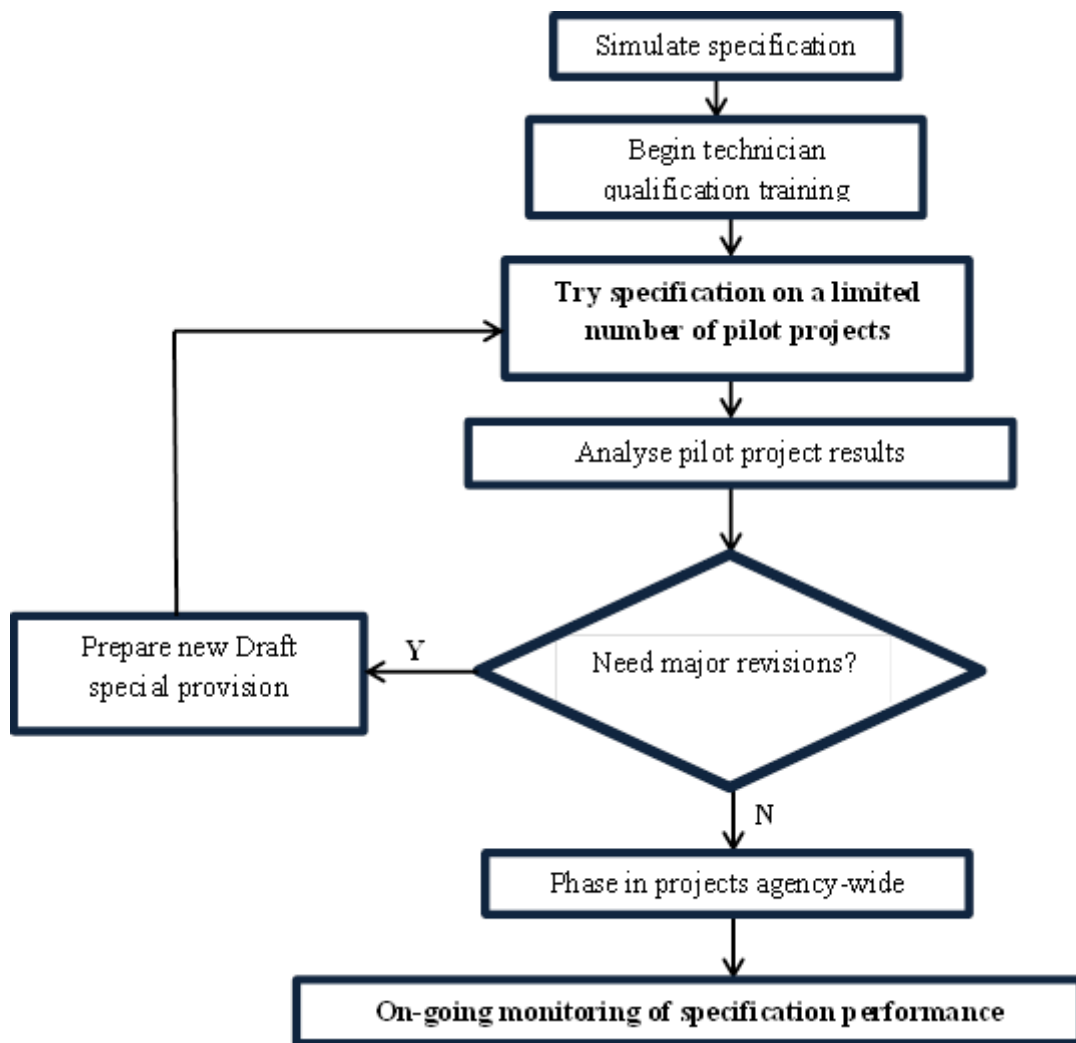 Simulate specification
Begin technician
qualification training
Try specification on a limited
number of pilot projects
Analyse pilot project results
Prepare new Draft
special provision
Y
Need major revisions?
N
Phase in projects agency-wide
On-going monitoring of specification performance